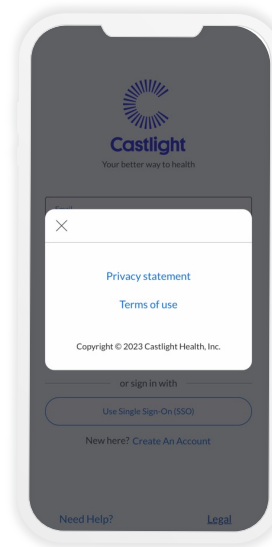 Castlight
Your better way to health
Email
Privacy statement
Terms of use
Copyright © 2023 Castlight Health, Inc.
or sign in with
Use Single Sign-On (SSO)
New here? Create An Account
Need Help? Legal